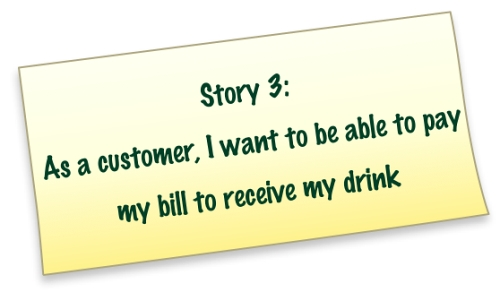 Story 3:
As a customer, I want to be able to pay
my bill to receive my drink